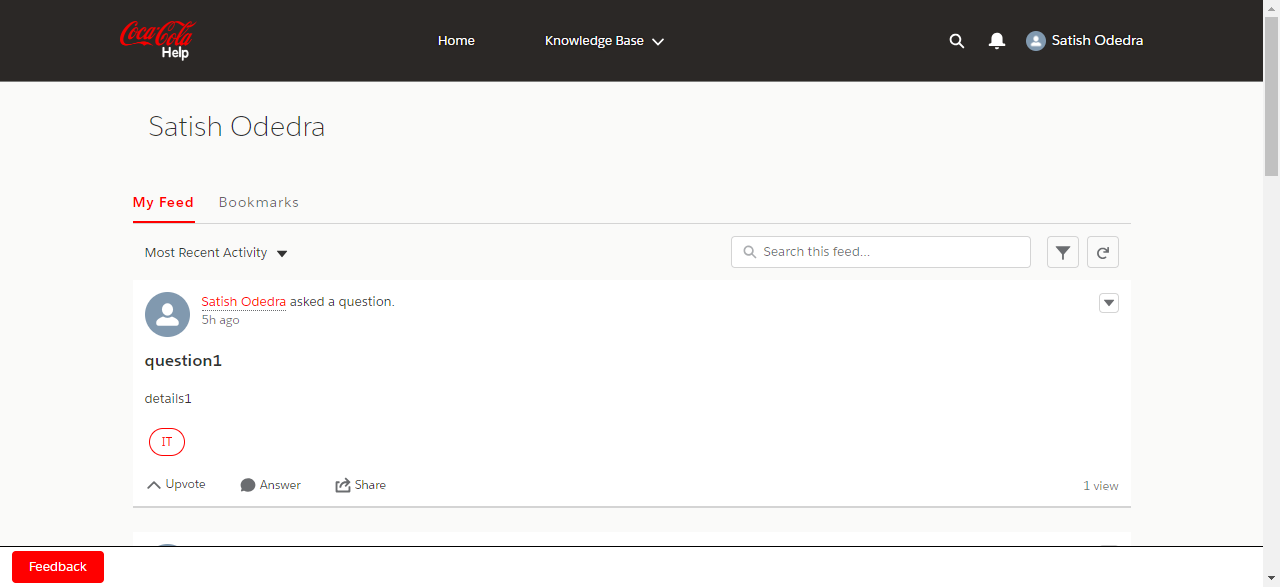 Coca-Cola
Help
Home
Knowledge Base
Satish Odedra
Satish Odedra
My Feed
Bookmarks
Most Recent Activity
Search this feed...
Satish Odedra asked a question.
5h ago
question1
details1
IT
Upvote
Answer
Share
1 view
Feedback